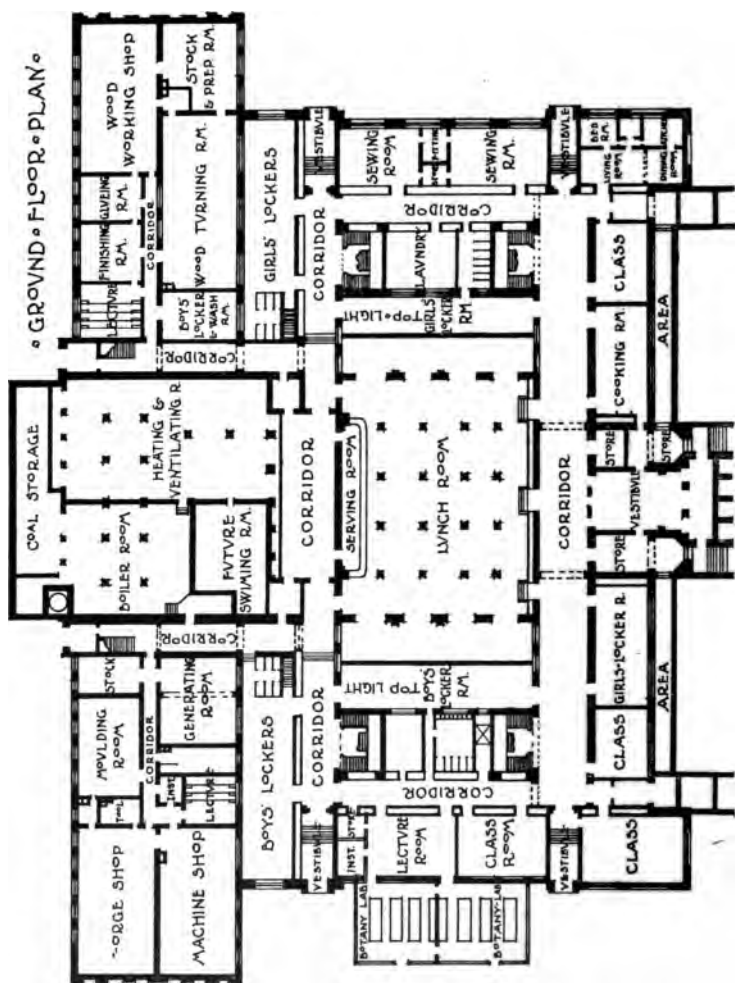 GROUND FLOOR PLAN
WOOD
WORKING SHOP
STOCK
& PREP. RM.
GLUEING
RM.
FINISHING
RM.
CORRIDOR
WOOD TURNING RM.
LECTURE
BOYS'
LOCKER
& WASH
RM.
GIRLS' LOCKERS
VESTIBULE
CORRIDOR
SEWING
ROOM
STOR.
FITTING
SEWING
RM.
CORRIDOR
LAUNDRY
TOP LIGHT
GIRLS'
LOCKER
RM.
VESTIBULE
BED
RM.
LIVING
ROOM
DINING
ROOM
KITCHEN
CLASS
COOKING RM.
AREA
CORRIDOR
COAL STORAGE
HEATING &
VENTILATING R.
BOILER ROOM
FUTURE
SWIMING RM.
CORRIDOR
SERVING ROOM
LUNCH ROOM
CORRIDOR
STORE
STORE
VESTIBULE
STORE
CORRIDOR
STOCK
GENERATING
ROOM
MOULDING
ROOM
CORRIDOR
TOOL
INST.
LECTURE
FORGE SHOP
MACHINE SHOP
BOYS' LOCKERS
CORRIDOR
VESTIBULE
TOP LIGHT
BOYS'
LOCKER
RM.
CORRIDOR
INST.
LECTURE
ROOM
CLASS
ROOM
BOTANY LAB.
BOTANY LAB.
GIRLS' LOCKER R.
AREA
CLASS
VESTIBULE
CLASS